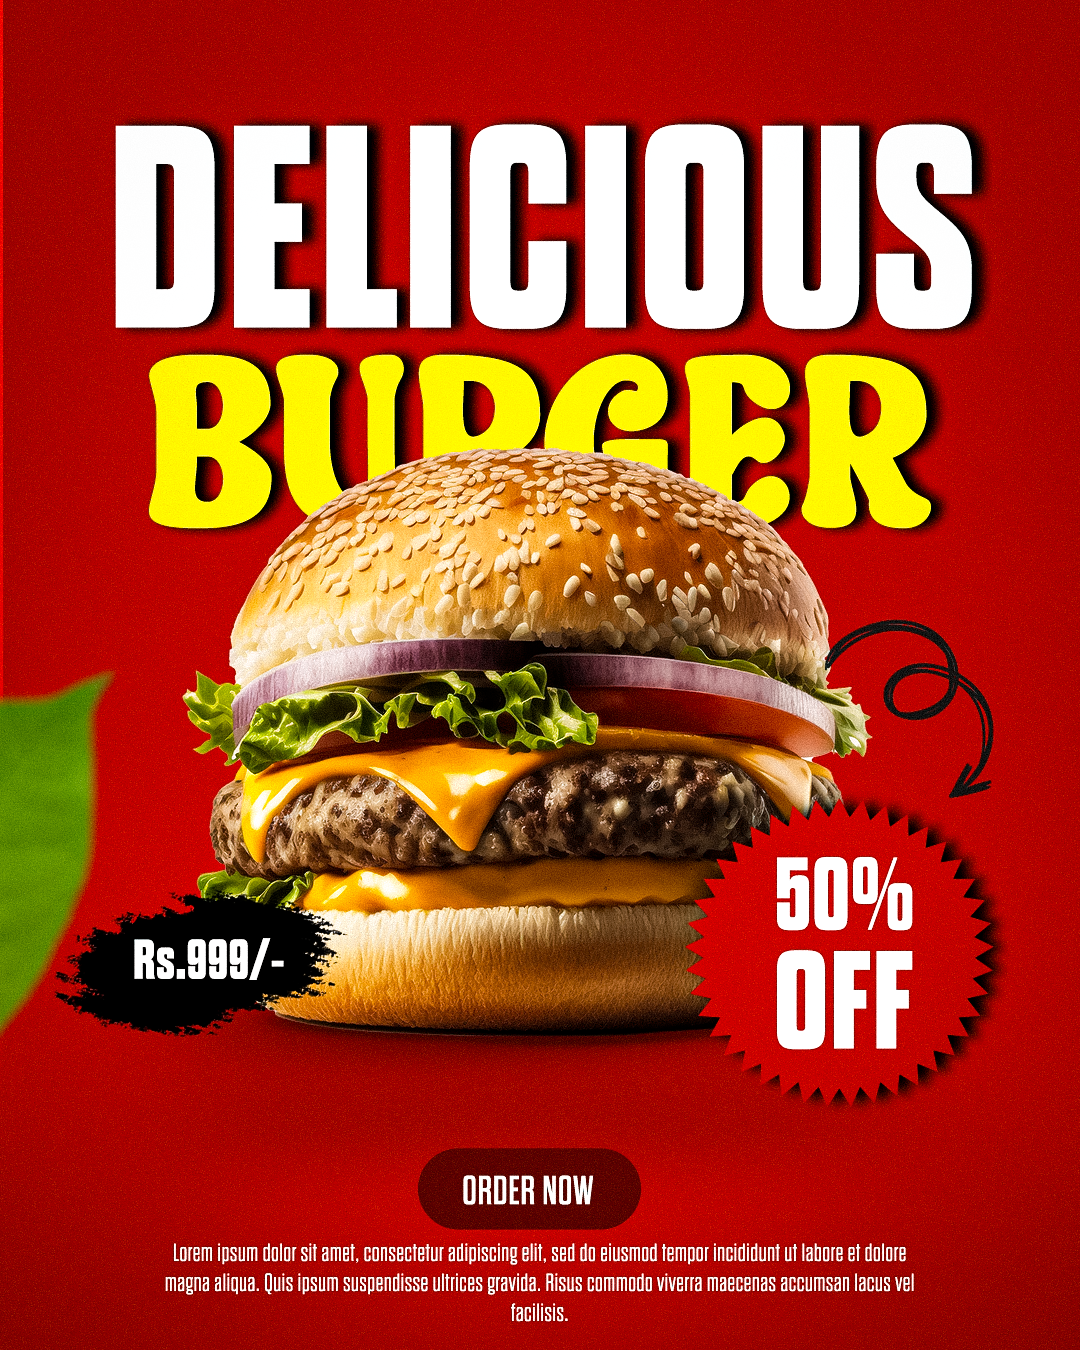 DELICIOUS
BURGER
Rs.999/-
50%
OFF
ORDER NOW
Lorem ipsum dolor sit amet, consectetur adipiscing elit, sed do eiusmod tempor incididunt ut labore et dolore
magna aliqua. Quis ipsum suspendisse ultrices gravida. Risus commodo viverra maecenas accumsan lacus vel
facilisis.